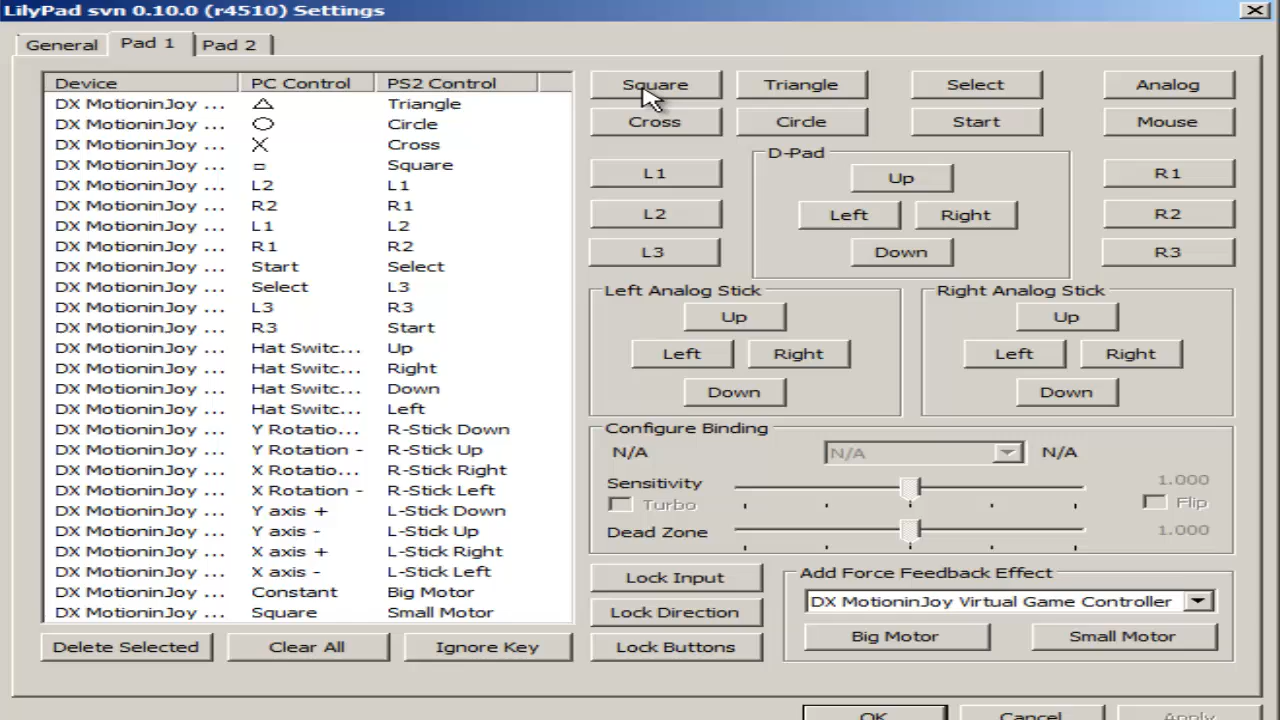 LilyPad svn 0.10.0 (r4510) Settings
General Pad 1 Pad 2
Device PC Control PS2 Control
DX MotioninJoy ... Triangle
DX MotioninJoy ... Circle
DX MotioninJoy ... Cross
DX MotioninJoy ... Square
DX MotioninJoy ... L2 L1
DX MotioninJoy ... R2 R1
DX MotioninJoy ... L1 L2
DX MotioninJoy ... R1 R2
DX MotioninJoy ... Start Select
DX MotioninJoy ... Select L3
DX MotioninJoy ... L3 R3
DX MotioninJoy ... R3 Start
DX MotioninJoy ... Hat Switc... Up
DX MotioninJoy ... Hat Switc... Right
DX MotioninJoy ... Hat Switc... Down
DX MotioninJoy ... Hat Switc... Left
DX MotioninJoy ... Y Rotatio... R-Stick Down
DX MotioninJoy ... Y Rotation - R-Stick Up
DX MotioninJoy ... X Rotatio... R-Stick Right
DX MotioninJoy ... X Rotation - R-Stick Left
DX MotioninJoy ... Y axis + L-Stick Down
DX MotioninJoy ... Y axis - L-Stick Up
DX MotioninJoy ... X axis + L-Stick Right
DX MotioninJoy ... X axis - L-Stick Left
DX MotioninJoy ... Constant Big Motor
DX MotioninJoy ... Square Small Motor
Delete Selected Clear All Ignore Key
Square Triangle Select Analog
Cross Circle Start Mouse
D-Pad
L1 Up R1
L2 Left Right R2
L3 Down R3
Left Analog Stick Right Analog Stick
Up Up
Left Right Left Right
Down Down
Configure Binding
N/A N/A N/A
Sensitivity 1.000
Turbo Flip
Dead Zone 1.000
Lock Input
Lock Direction
Lock Buttons
Add Force Feedback Effect
DX MotioninJoy Virtual Game Controller
Big Motor Small Motor
OK Cancel Apply